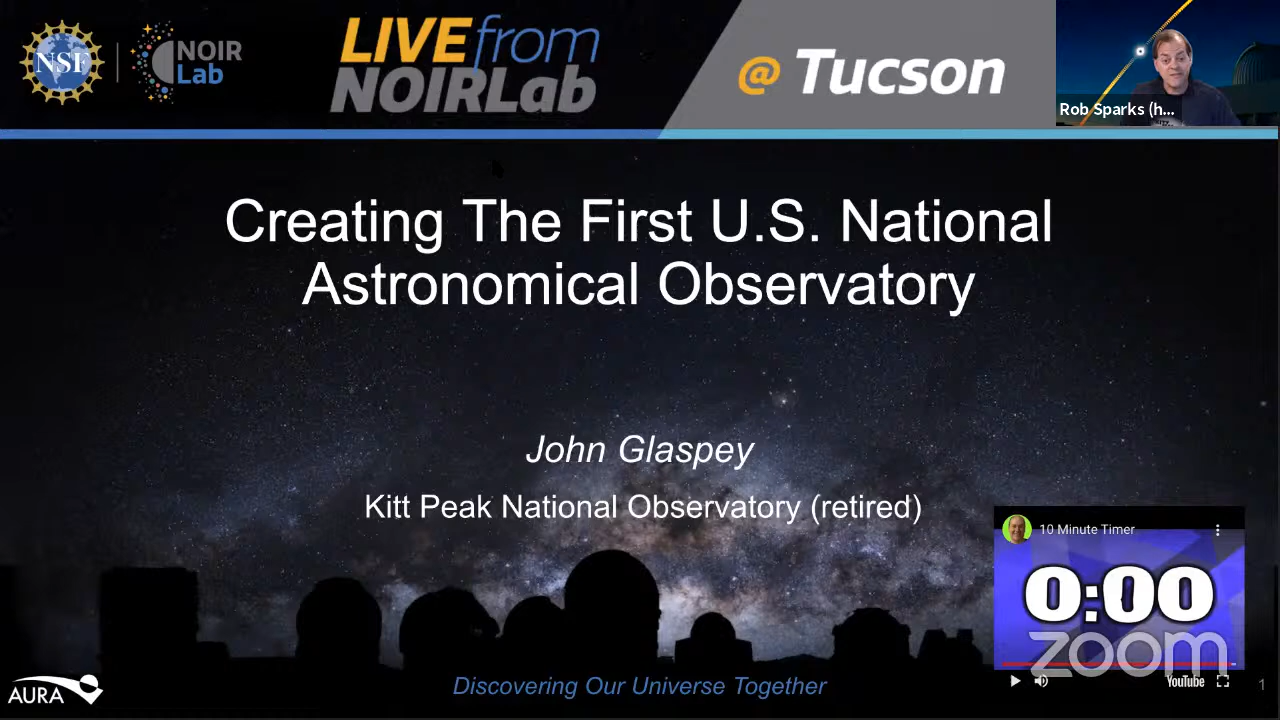 NSF
NOIR
Lab
LIVE from
NOIRLab
@ Tucson
Rob Sparks (h...
Creating The First U.S. National
Astronomical Observatory
John Glaspey
Kitt Peak National Observatory (retired)
10 Minute Timer
0:00
zoom
YouTube
AURA
Discovering Our Universe Together
1